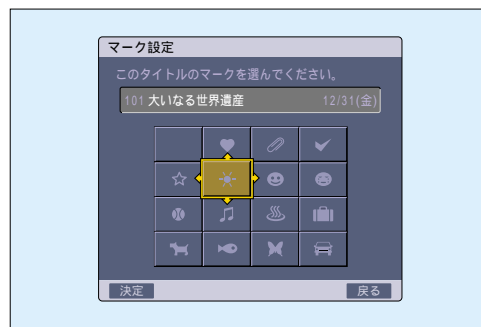 マーク設定
このタイトルのマークを選んでください。
101 大いなる世界遺産 12/31(金)
決定 戻る